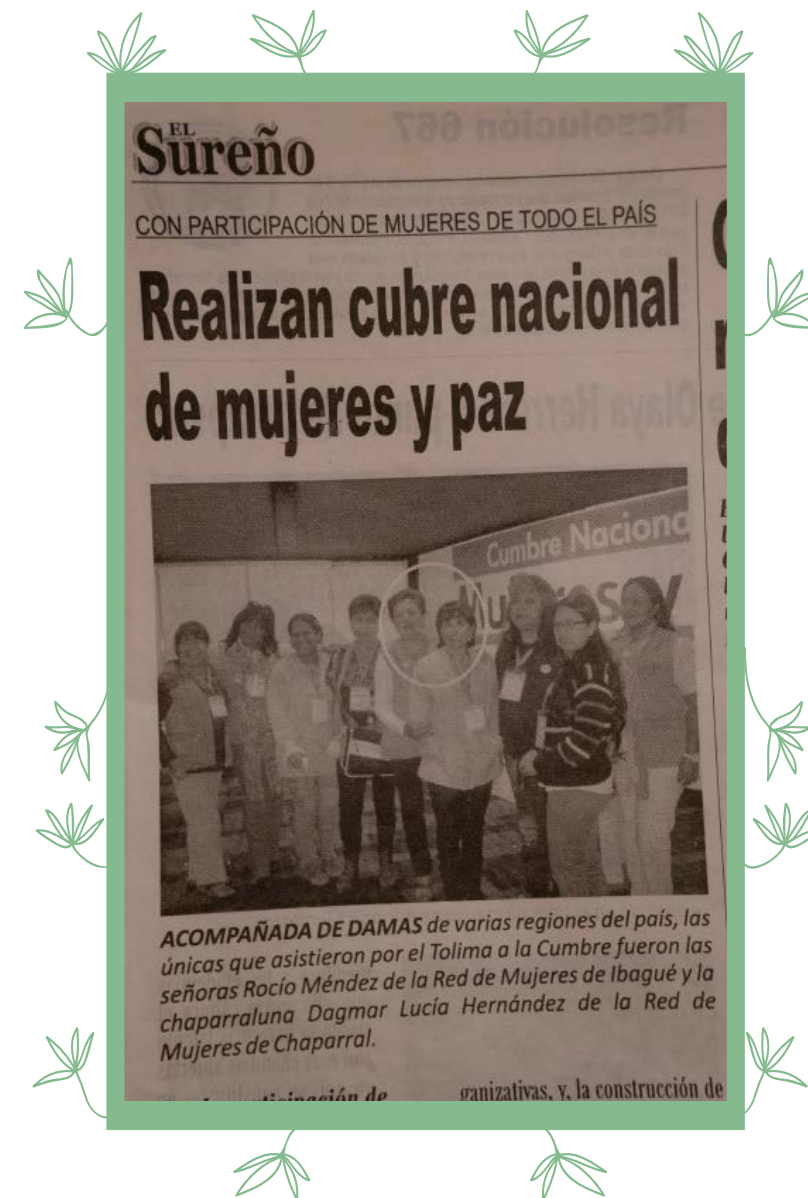 EL
Sureño
Resolución 667
CON PARTICIPACIÓN DE MUJERES DE TODO EL PAÍS
Realizan cubre nacional
de mujeres y paz
Cumbre Naciona
Mujeres y
ACOMPAÑADA DE DAMAS de varias regiones del país, las
únicas que asistieron por el Tolima a la Cumbre fueron las
señoras Rocío Méndez de la Red de Mujeres de Ibagué y la
chaparraluna Dagmar Lucía Hernández de la Red de
Mujeres de Chaparral.
ganizativas, y, la construcción de